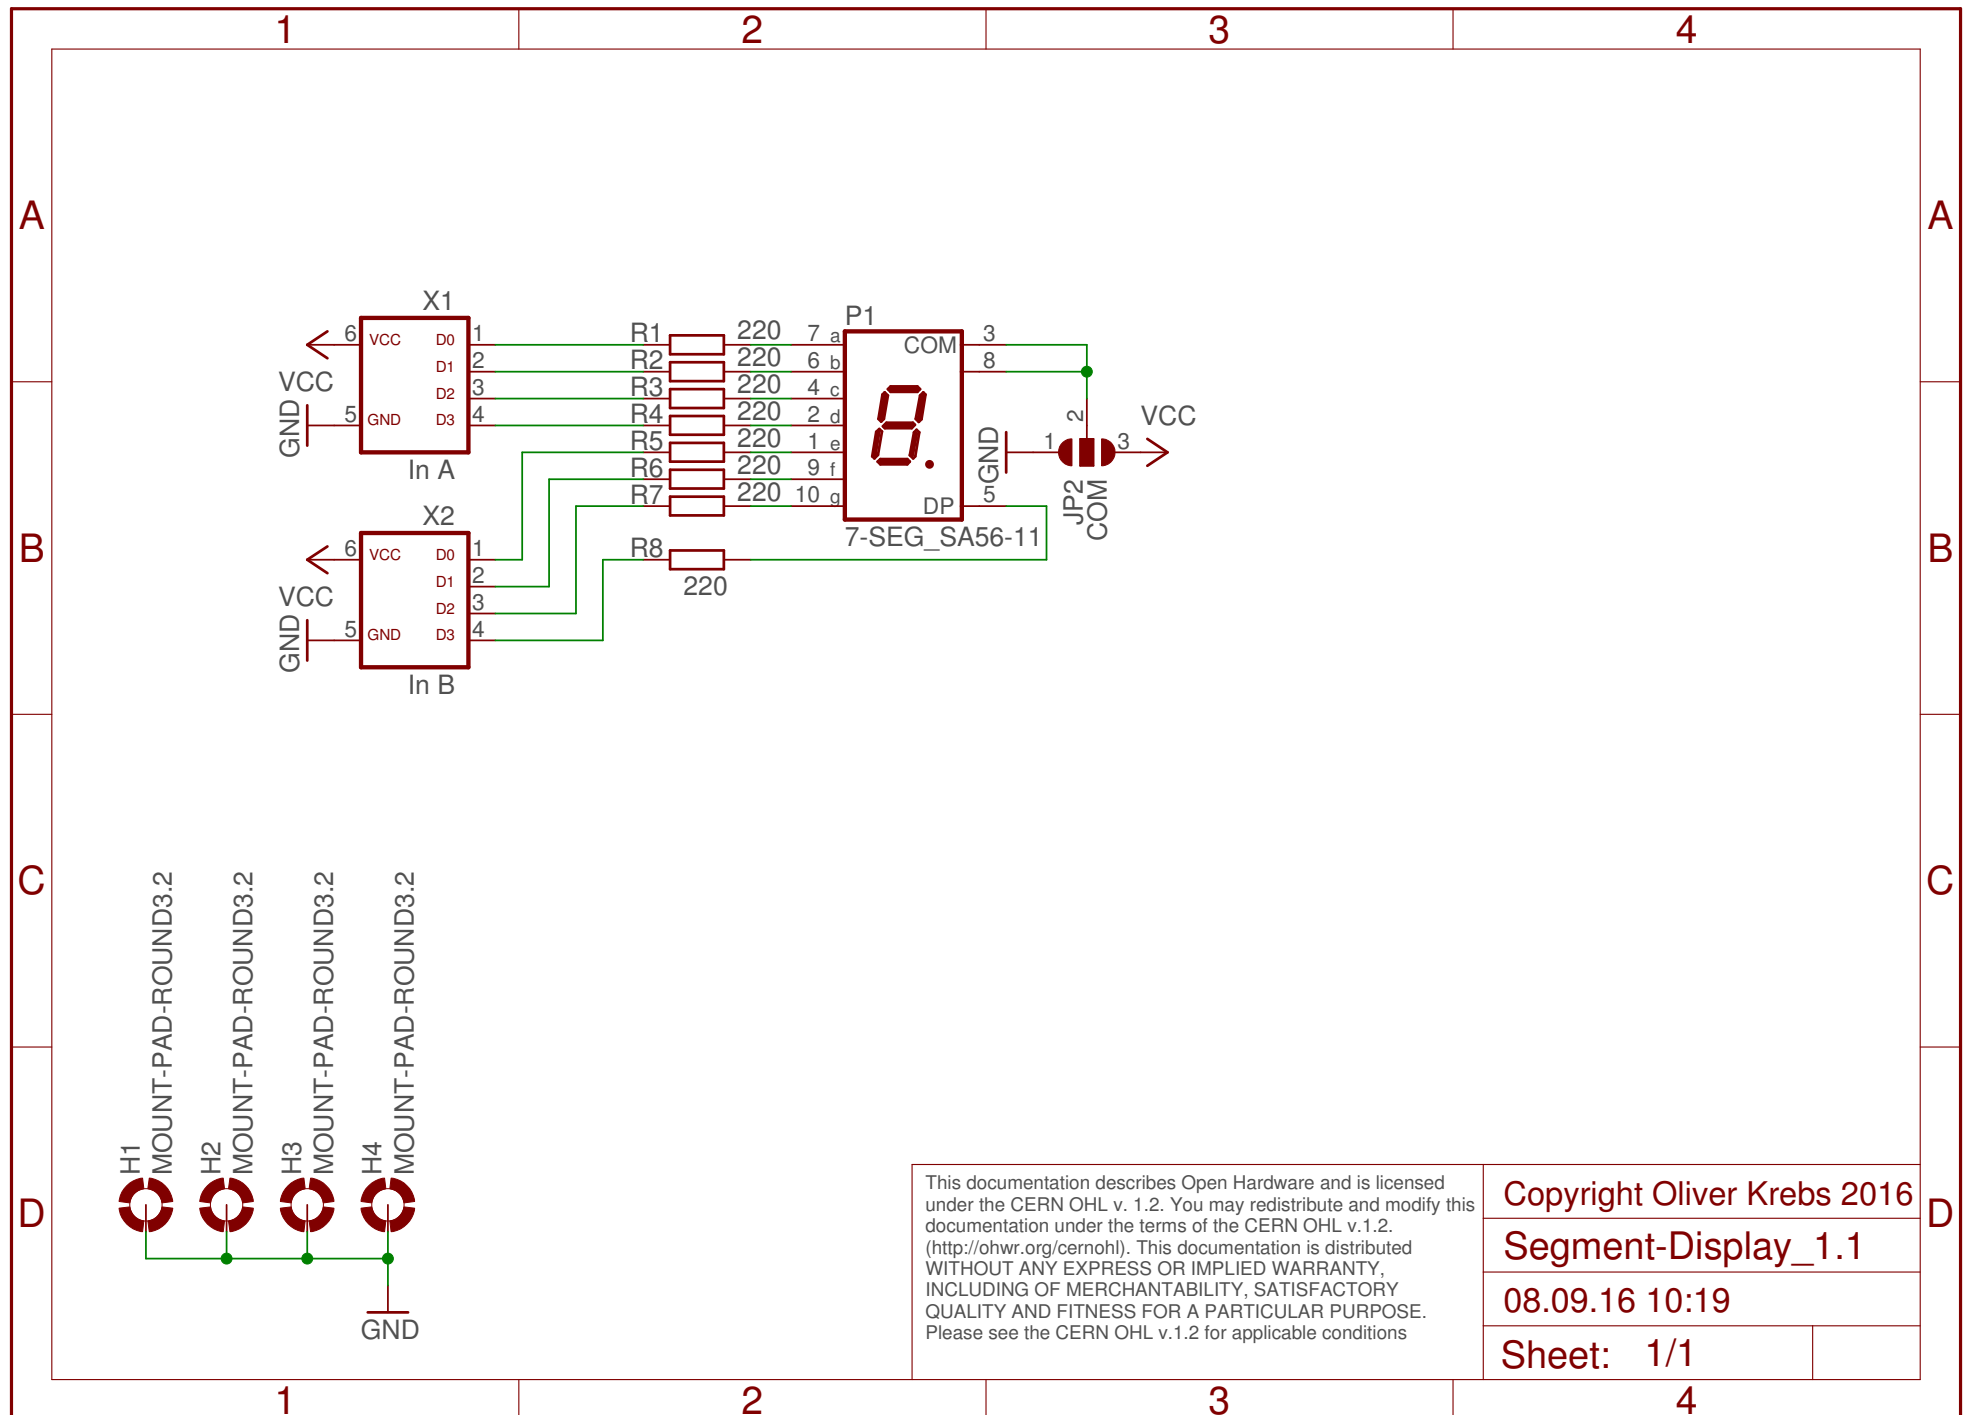 1 2 3 4
A A
B B
C C
D D
X1
6 VCC D0 1
D1 2
VCC
D2 3
GND 5 GND D3 4
In A
X2
6 VCC D0 1
D1 2
VCC
D2 3
GND 5 GND D3 4
In B
R1 220 7 a
R2 220 6 b
R3 220 4 c
R4 220 2 d
R5 220 1 e
R6 220 9 f
R7 220 10 g
R8
220
P1
COM 3
8
DP 5
7-SEG_SA56-11
GND 1 2 3 VCC
JP2
COM
H1
MOUNT-PAD-ROUND3.2
H2
MOUNT-PAD-ROUND3.2
H3
MOUNT-PAD-ROUND3.2
H4
MOUNT-PAD-ROUND3.2
GND
This documentation describes Open Hardware and is licensed
under the CERN OHL v. 1.2. You may redistribute and modify this
documentation under the terms of the CERN OHL v.1.2.
(http://ohwr.org/cernohl). This documentation is distributed
WITHOUT ANY EXPRESS OR IMPLIED WARRANTY,
INCLUDING OF MERCHANTABILITY, SATISFACTORY
QUALITY AND FITNESS FOR A PARTICULAR PURPOSE.
Please see the CERN OHL v.1.2 for applicable conditions
Copyright Oliver Krebs 2016
Segment-Display_1.1
08.09.16 10:19
Sheet: 1/1
1 2 3 4